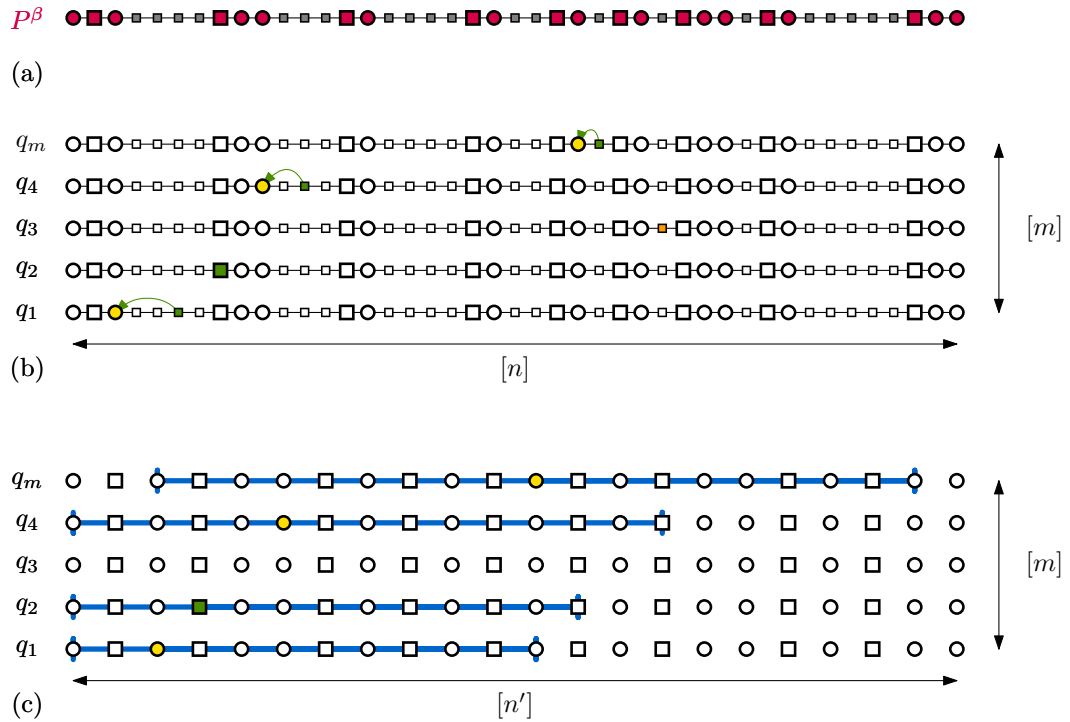 P^β
(a)
q_m
q_4
q_3
[m]
q_2
q_1
(b)
[n]
q_m
q_4
q_3
[m]
q_2
q_1
(c)
[n′]